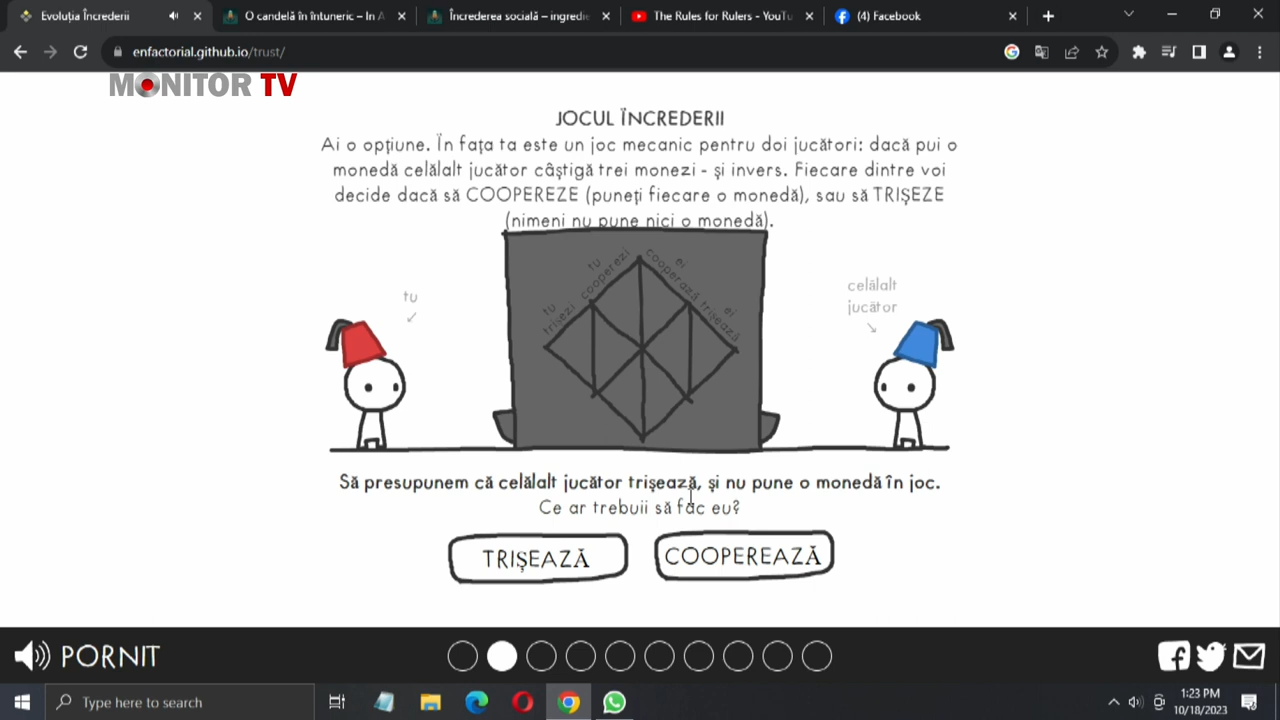 Evoluția Încrederii
O candelă în întuneric – In A
Încrederea socială – ingredie
The Rules for Rulers - YouTu
(4) Facebook
enfactorial.github.io/trust/
MONITOR TV
JOCUL ÎNCREDERII
Ai o opțiune. În fața ta este un joc mecanic pentru doi jucători: dacă pui o
monedă celălalt jucător câștigă trei monezi - și invers. Fiecare dintre voi
decide dacă să COOPEREZE (puneți fiecare o monedă), sau să TRIȘEZE
(nimeni nu pune nici o monedă).
tu
cooperezi
ei
cooperază
tu
trisezi
ei
trișează
tu
celălalt
jucător
Să presupunem că celălalt jucător trișează, și nu pune o monedă în joc.
Ce ar trebuii să fac eu?
TRIȘEAZĂ
COOPEREAZĂ
PORNIT
Type here to search
1:23 PM
10/18/2023